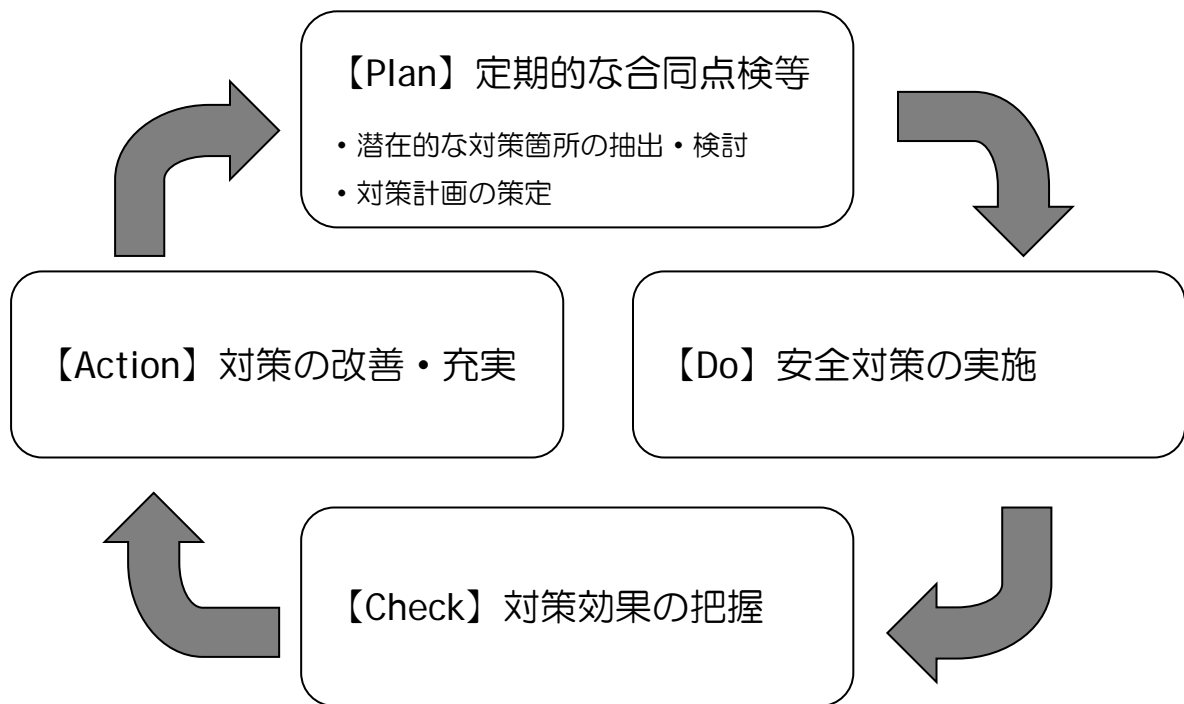 【Plan】定期的な合同点検等
・潜在的な対策箇所の抽出・検討
・対策計画の策定
【Action】対策の改善・充実
【Do】安全対策の実施
【Check】対策効果の把握